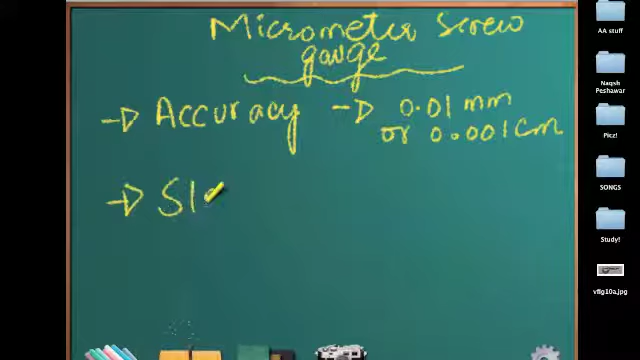 Micrometer Screw
gauge
Accuracy → 0.01 mm
or 0.001 cm
AA stuff
Naqsh
Peshawar
Picz!
SONGS
Study!
vfig10a.jpg